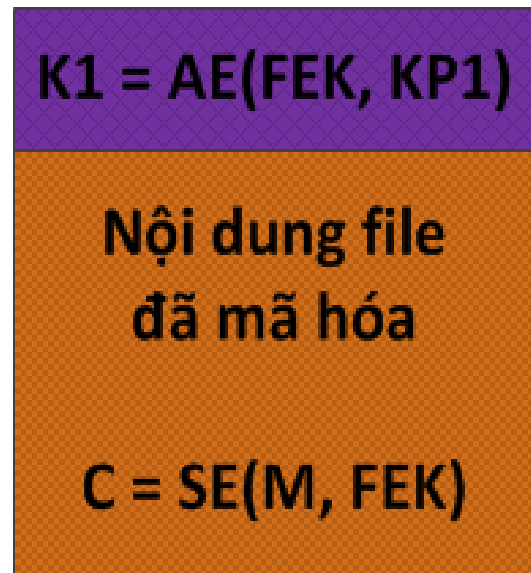 K1 = AE(FEK, KP1)
Nội dung file
đã mã hóa
C = SE(M, FEK)